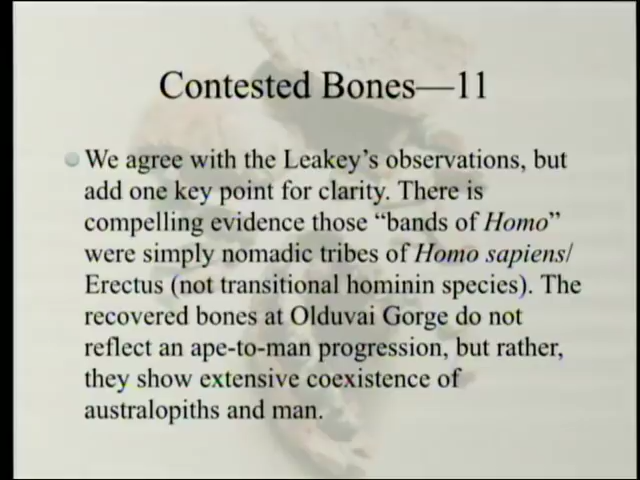 Contested Bones—11
We agree with the Leakey’s observations, but
add one key point for clarity. There is
compelling evidence those “bands of Homo”
were simply nomadic tribes of Homo sapiens/
Erectus (not transitional hominin species). The
recovered bones at Olduvai Gorge do not
reflect an ape-to-man progression, but rather,
they show extensive coexistence of
australopiths and man.